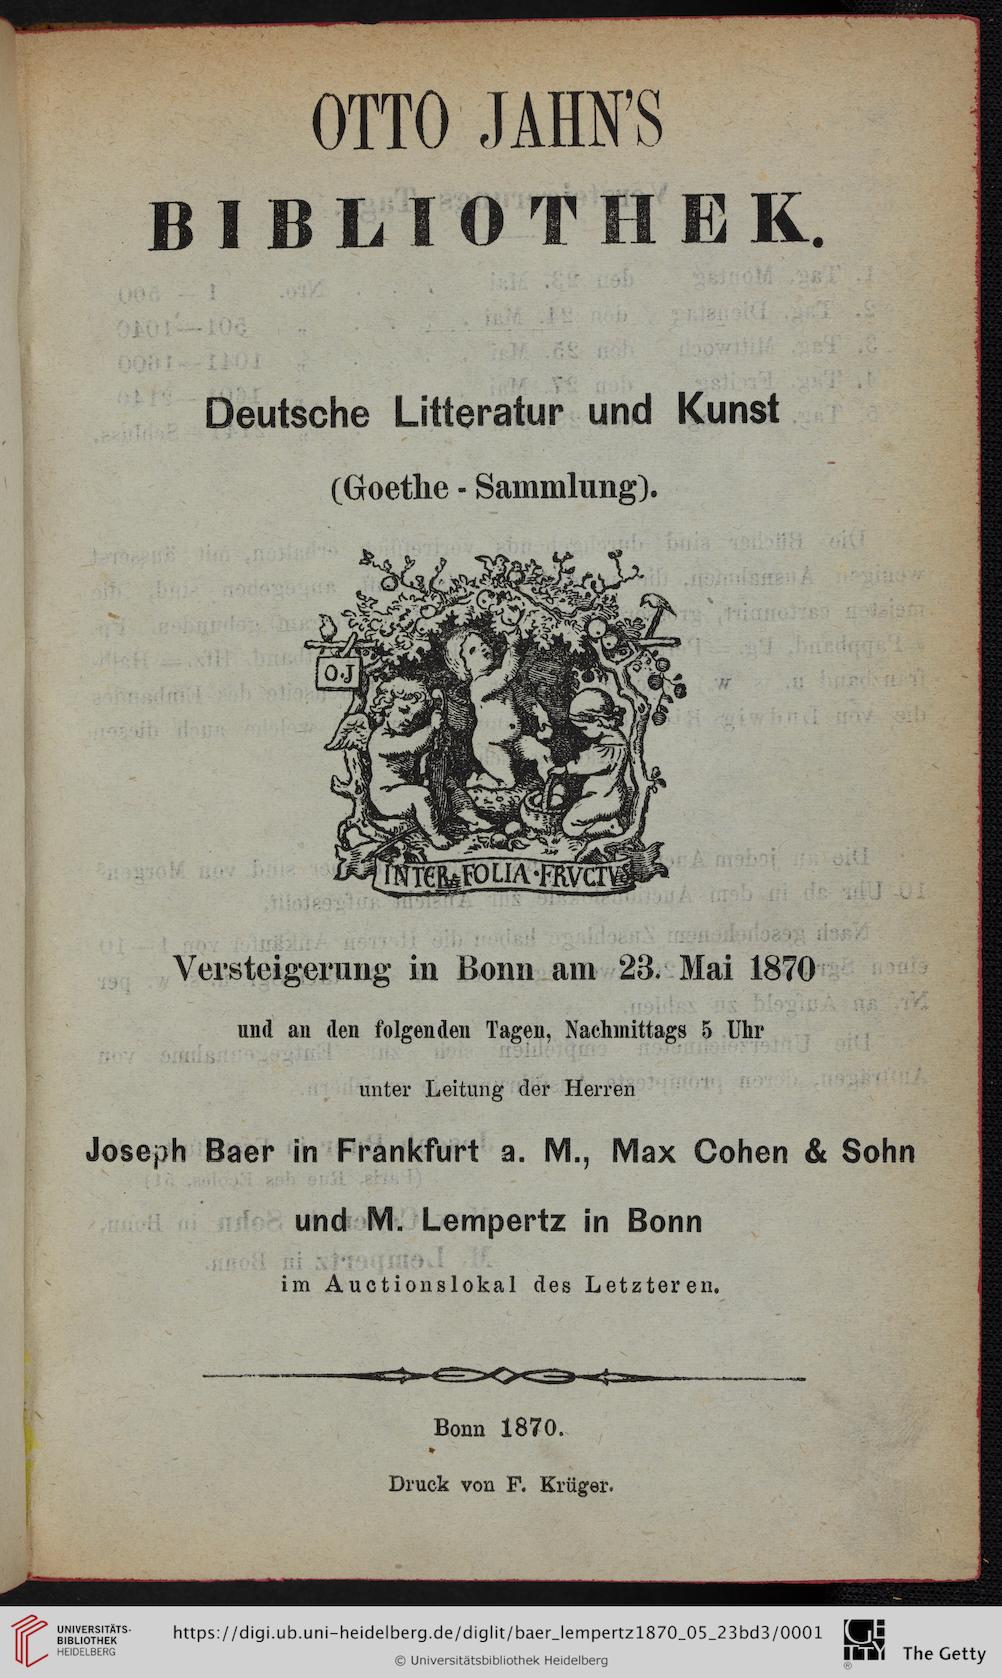 OTTO JAHN'S
BIBLIOTHEK.
Deutsche Litteratur und Kunst
(Goethe - Sammlung).
O.J
INTER FOLIA·FRVCTVS
Versteigerung in Bonn am 23. Mai 1870
und an den folgenden Tagen, Nachmittags 5 Uhr
unter Leitung der Herren
Joseph Baer in Frankfurt a. M., Max Cohen & Sohn
und M. Lempertz in Bonn
im Auctionslokal des Letzteren.
Bonn 1870.
Druck von F. Krüger.
UNIVERSITÄTS-
BIBLIOTHEK
HEIDELBERG
https://digi.ub.uni-heidelberg.de/diglit/baer_lempertz1870_05_23bd3/0001
© Universitätsbibliothek Heidelberg
GETTY
®
The Getty